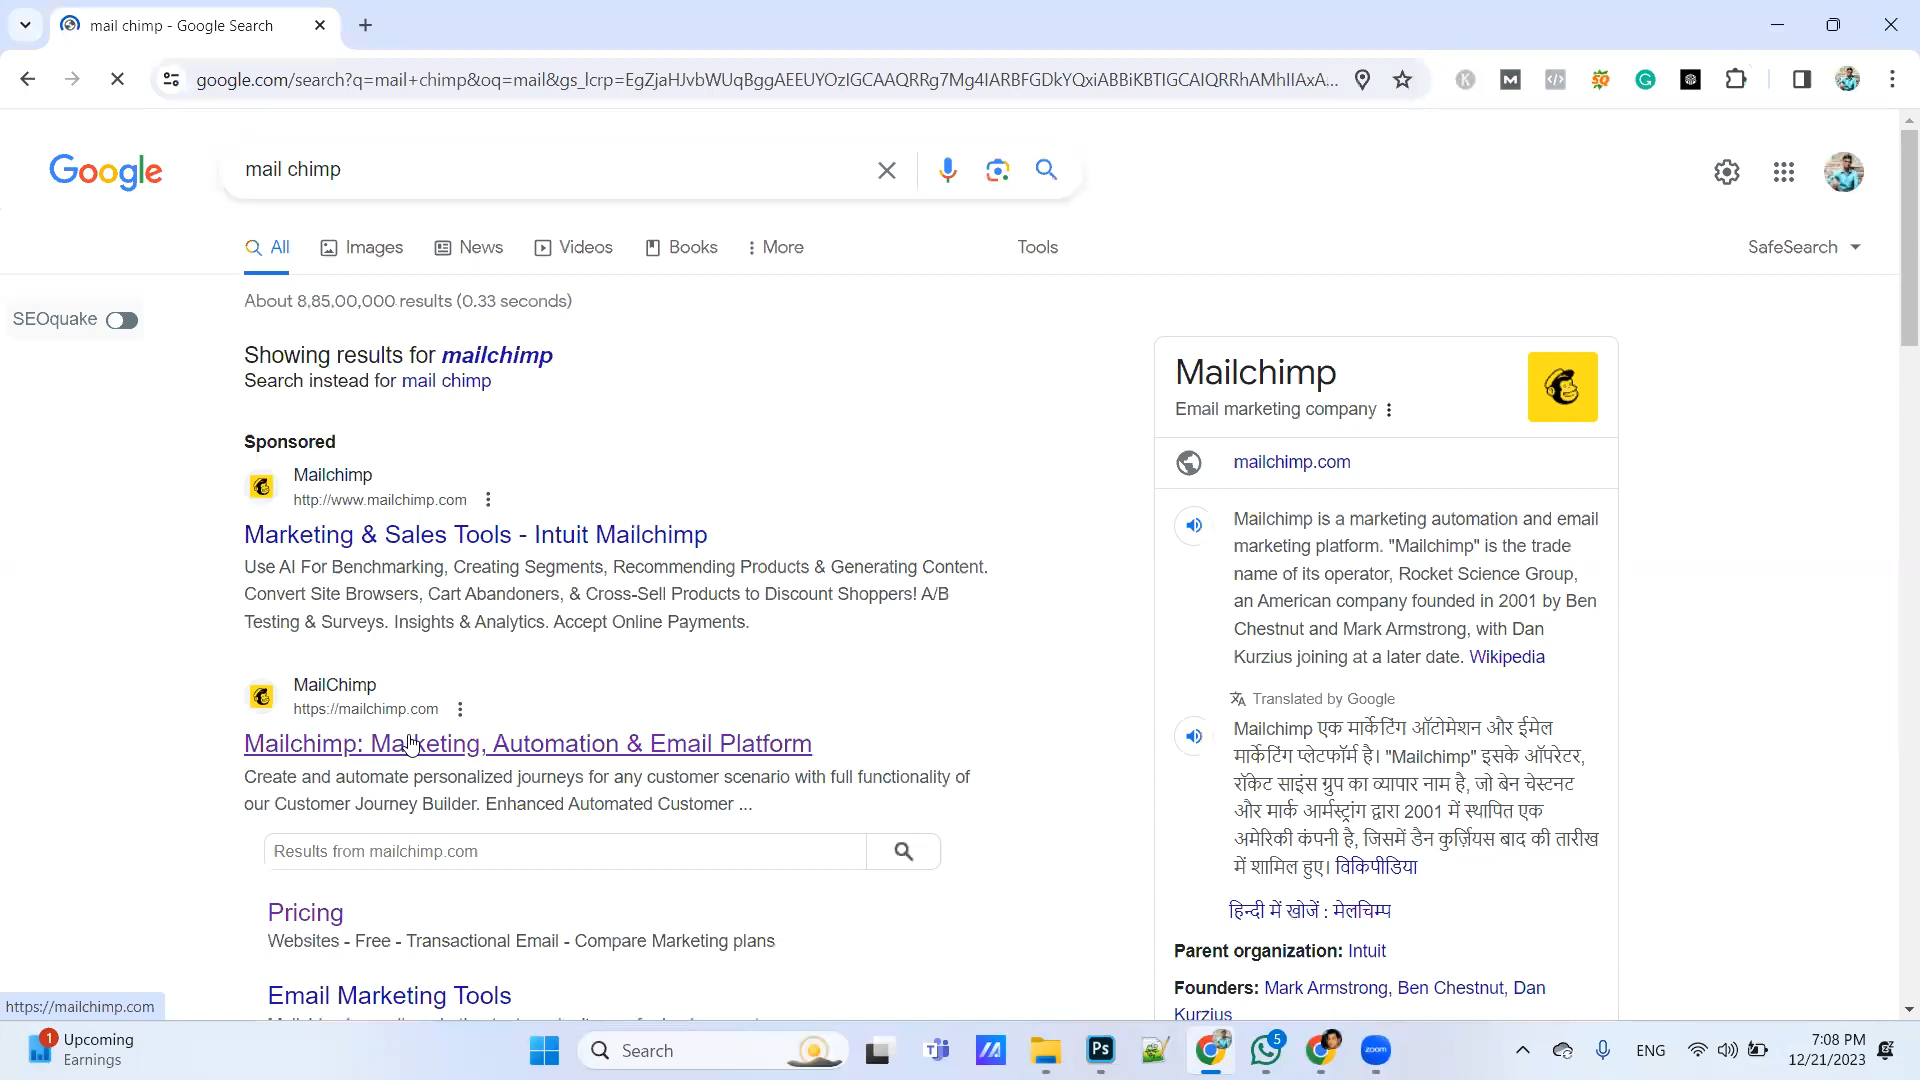 mail chimp - Google Search
google.com/search?q=mail+chimp&oq=mail&gs_lcrp=EgZjaHJvbWUqBggAEEUYOzIGCAAQRRg7Mg4IARBFGDkYQxiABBiKBTIGCAIQRRhAMhIIAxA...
Google
mail chimp
All
Images
News
Videos
Books
More
Tools
SafeSearch
About 8,85,00,000 results (0.33 seconds)
SEOquake
Showing results for mailchimp
Search instead for mail chimp
Sponsored
Mailchimp
http://www.mailchimp.com
Marketing & Sales Tools - Intuit Mailchimp
Use AI For Benchmarking, Creating Segments, Recommending Products & Generating Content.
Convert Site Browsers, Cart Abandoners, & Cross-Sell Products to Discount Shoppers! A/B
Testing & Surveys. Insights & Analytics. Accept Online Payments.
MailChimp
https://mailchimp.com
Mailchimp: Marketing, Automation & Email Platform
Create and automate personalized journeys for any customer scenario with full functionality of
our Customer Journey Builder. Enhanced Automated Customer ...
Results from mailchimp.com
Pricing
Websites - Free - Transactional Email - Compare Marketing plans
Email Marketing Tools
Mailchimp
Email marketing company
mailchimp.com
Mailchimp is a marketing automation and email
marketing platform. "Mailchimp" is the trade
name of its operator, Rocket Science Group,
an American company founded in 2001 by Ben
Chestnut and Mark Armstrong, with Dan
Kurzius joining at a later date. Wikipedia
Translated by Google
Mailchimp एक मार्केटिंग ऑटोमेशन और ईमेल
मार्केटिंग प्लेटफॉर्म है। "Mailchimp" इसके ऑपरेटर,
रॉकेट साइंस ग्रुप का व्यापार नाम है, जो बेन चेस्टनट
और मार्क आर्मस्ट्रांग द्वारा 2001 में स्थापित एक
अमेरिकी कंपनी है, जिसमें डैन कुर्ज़ियस बाद की तारीख
में शामिल हुए। विकिपीडिया
हिन्दी में खोजें : मेलचिम्प
Parent organization: Intuit
Founders: Mark Armstrong, Ben Chestnut, Dan
Kurzius
https://mailchimp.com
1
Upcoming
Earnings
Search
Ps
5
zoom
ENG
7:08 PM
12/21/2023